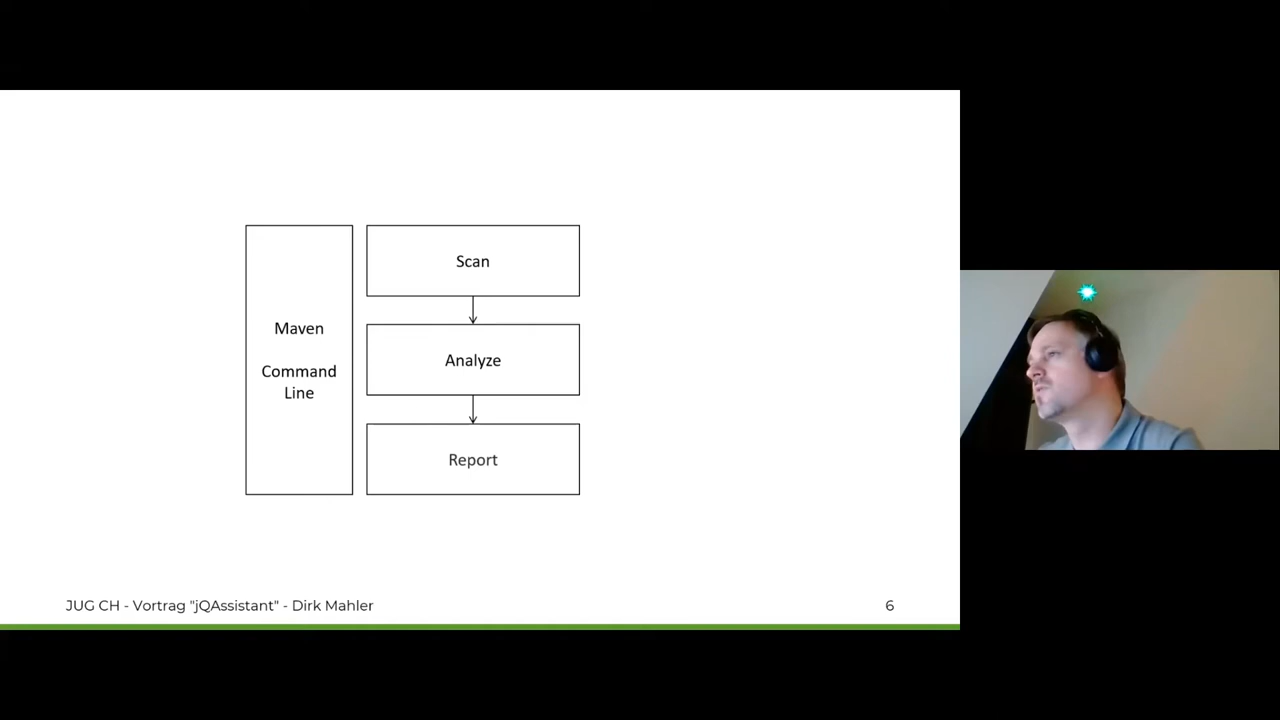 Maven
Command
Line
Scan
Analyze
Report
JUG CH - Vortrag "jQAssistant" - Dirk Mahler
6